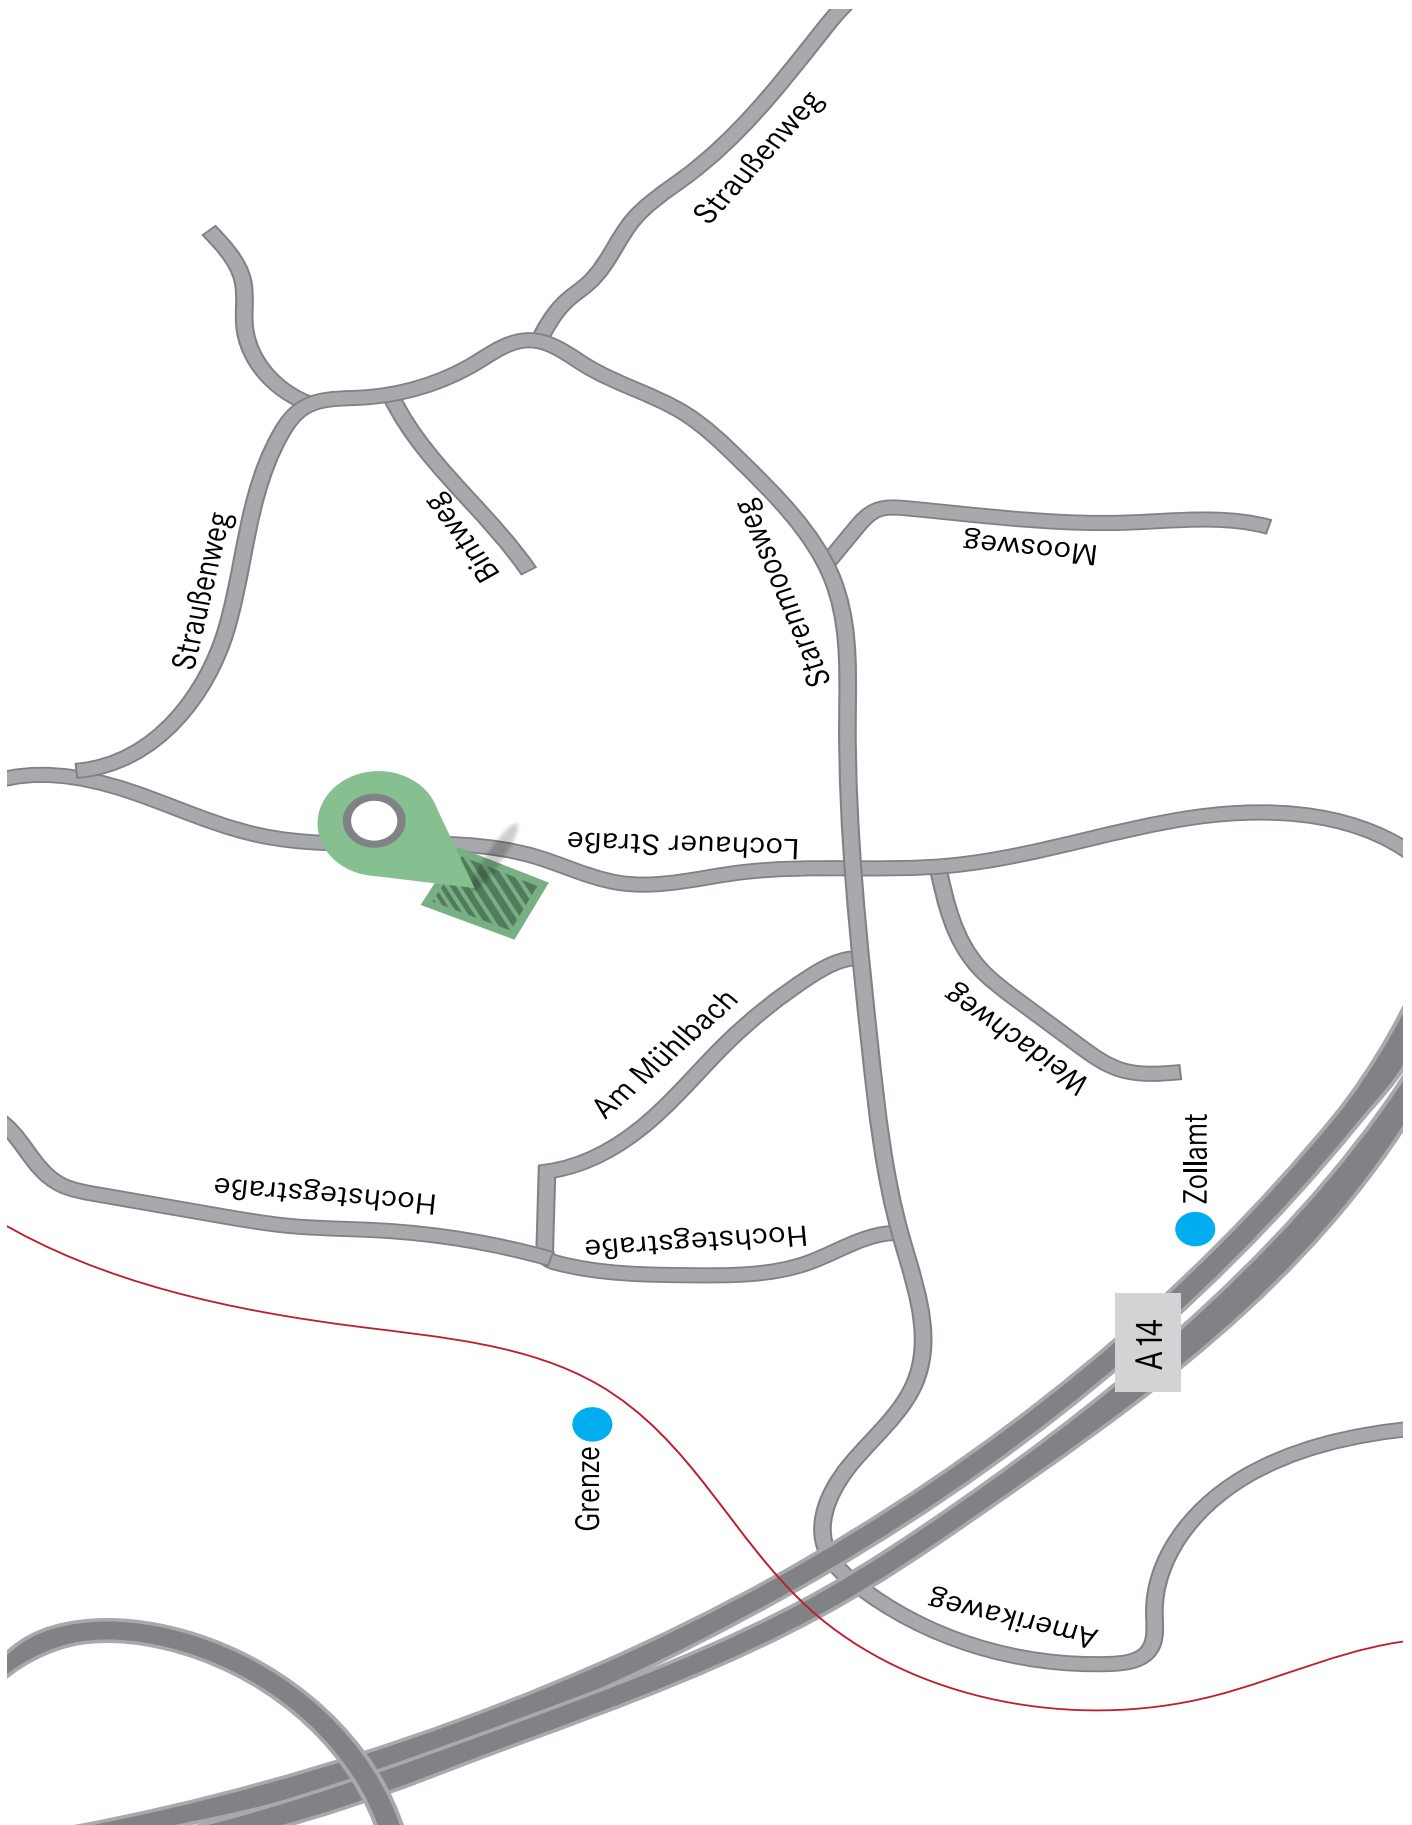 Straußenweg
Straußenweg
Bintweg
Starenmoosweg
Moosweg
Lochauer Straße
Am Mühlbach
Weidachweg
Zollamt
Hochstegstraße
Hochstegstraße
A 14
Grenze
Amerikaweg